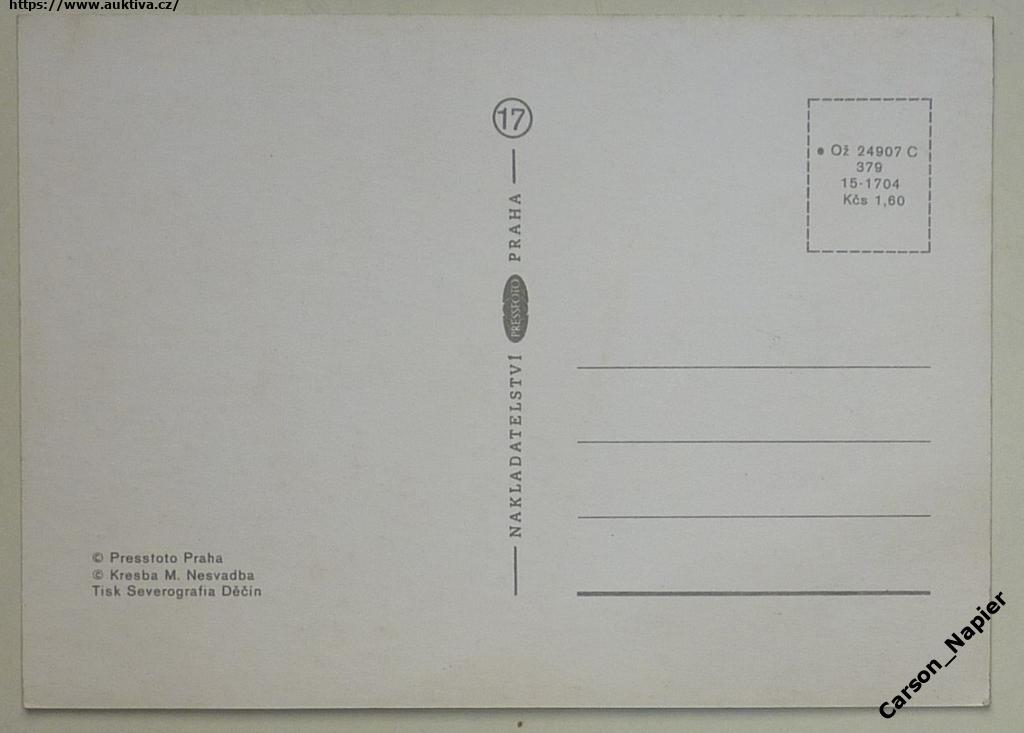 https://www.auktiva.cz/
17
NAKLADATELSTVÍ PRESSFOTO PRAHA
• Ož 24907 C
379
15-1704
Kčs 1,60
© Pressfoto Praha
© Kresba M. Nesvadba
Tisk Severografia Děčín
Carson_Napier